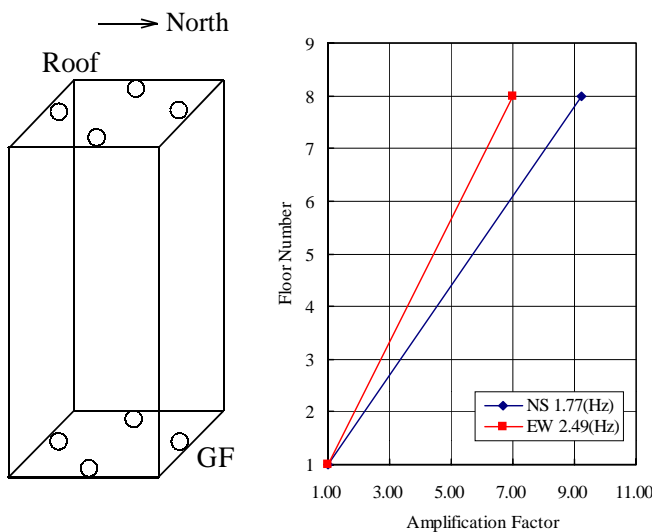 North
Roof
GF
9
8
7
6
5
4
3
2
1
Floor Number
NS 1.77(Hz)
EW 2.49(Hz)
1.00 3.00 5.00 7.00 9.00 11.00
Amplification Factor